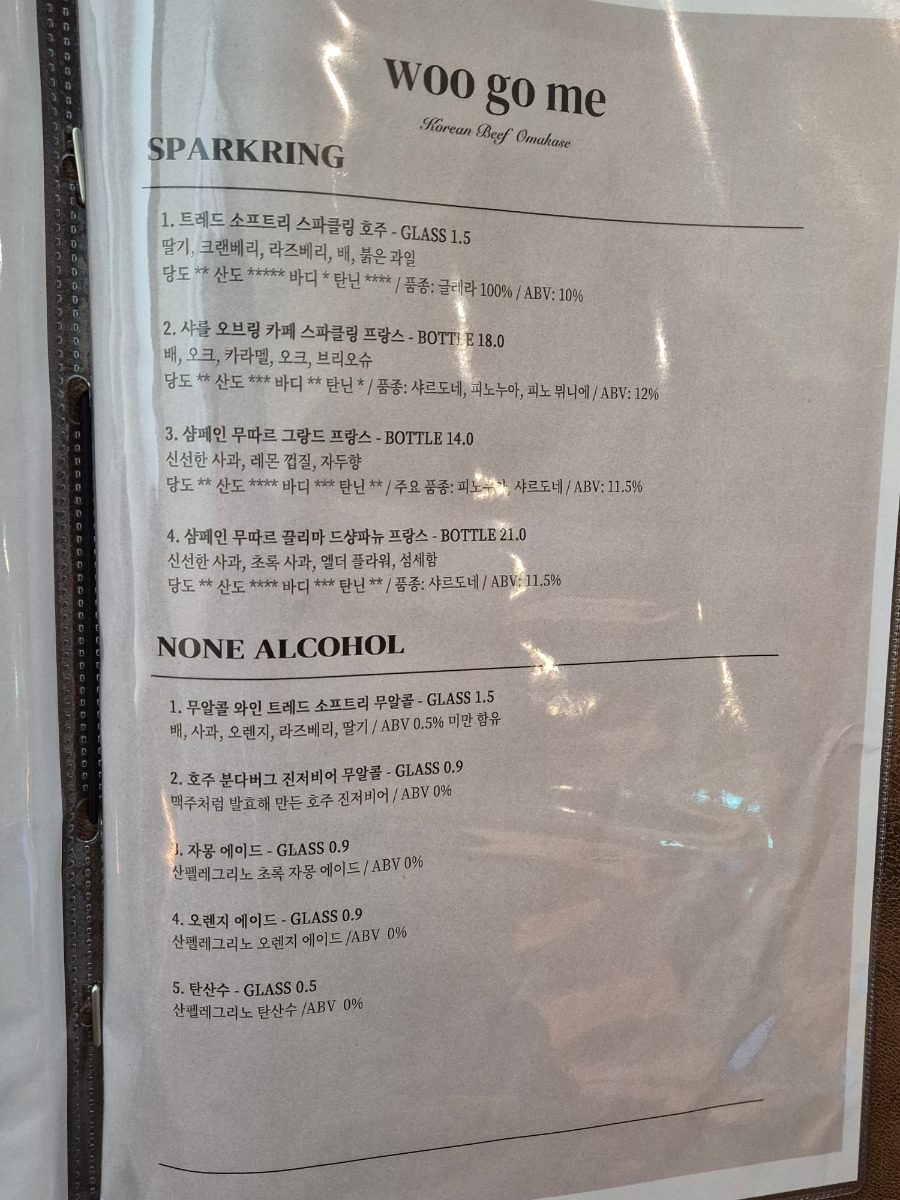 woo go me
Korean Beef Omakase
SPARKRING
1. 트레드 소프트리 스파클링 호주 - GLASS 1.5
딸기, 크랜베리, 라즈베리, 배, 붉은 과일
당도 ** 산도 ***** 바디 * 탄닌 **** / 품종: 글레라 100% / ABV: 10%
2. 샤를 오브링 카페 스파클링 프랑스 - BOTTLE 18.0
배, 오크, 카라멜, 오크, 브리오슈
당도 ** 산도 *** 바디 ** 탄닌 * / 품종: 샤르도네, 피노누아, 피노 뮈니에 / ABV: 12%
3. 샴페인 무따르 그랑드 프랑스 - BOTTLE 14.0
신선한 사과, 레몬 껍질, 자두향
당도 ** 산도 **** 바디 *** 탄닌 ** / 주요 품종: 피노누아, 샤르도네 / ABV: 11.5%
4. 샴페인 무따르 끌리마 드샹파뉴 프랑스 - BOTTLE 21.0
신선한 사과, 초록 사과, 엘더 플라워, 섬세함
당도 ** 산도 **** 바디 *** 탄닌 ** / 품종: 샤르도네 / ABV: 11.5%
NONE ALCOHOL
1. 무알콜 와인 트레드 소프트리 무알콜 - GLASS 1.5
배, 사과, 오렌지, 라즈베리, 딸기 / ABV 0.5% 미만 함유
2. 호주 분다버그 진저비어 무알콜 - GLASS 0.9
맥주처럼 발효해 만든 호주 진저비어 / ABV 0%
3. 자몽 에이드 - GLASS 0.9
산펠레그리노 초록 자몽 에이드 / ABV 0%
4. 오렌지 에이드 - GLASS 0.9
산펠레그리노 오렌지 에이드 /ABV 0%
5. 탄산수 - GLASS 0.5
산펠레그리노 탄산수 /ABV 0%